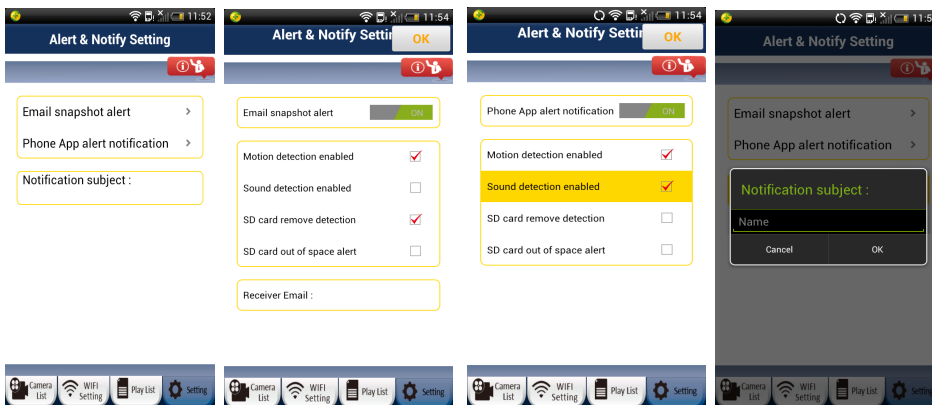 11:52
Alert & Notify Setting
Email snapshot alert >
Phone App alert notification >
Notification subject :
Camera List
WIFI Setting
Play List
Setting
11:54
Alert & Notify Settin
OK
Email snapshot alert ON
Motion detection enabled
Sound detection enabled
SD card remove detection
SD card out of space alert
Receiver Email :
Camera List
WIFI Setting
Play List
Setting
11:54
Alert & Notify Settin
OK
Phone App alert notification ON
Motion detection enabled
Sound detection enabled
SD card remove detection
SD card out of space alert
Camera List
WIFI Setting
Play List
Setting
11:5
Alert & Notify Setting
Email snapshot alert >
Phone App alert notification >
Notification subject :
Name
Cancel OK
Camera List
WIFI Setting
Play List
Setting